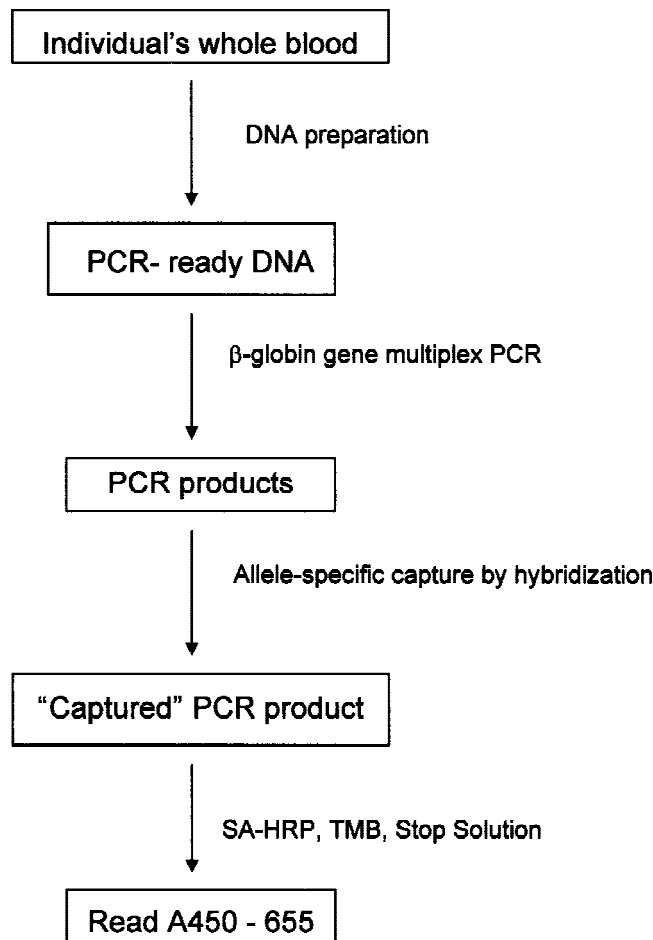 Individual’s whole blood
DNA preparation
PCR- ready DNA
β-globin gene multiplex PCR
PCR products
Allele-specific capture by hybridization
“Captured” PCR product
SA-HRP, TMB, Stop Solution
Read A450 - 655